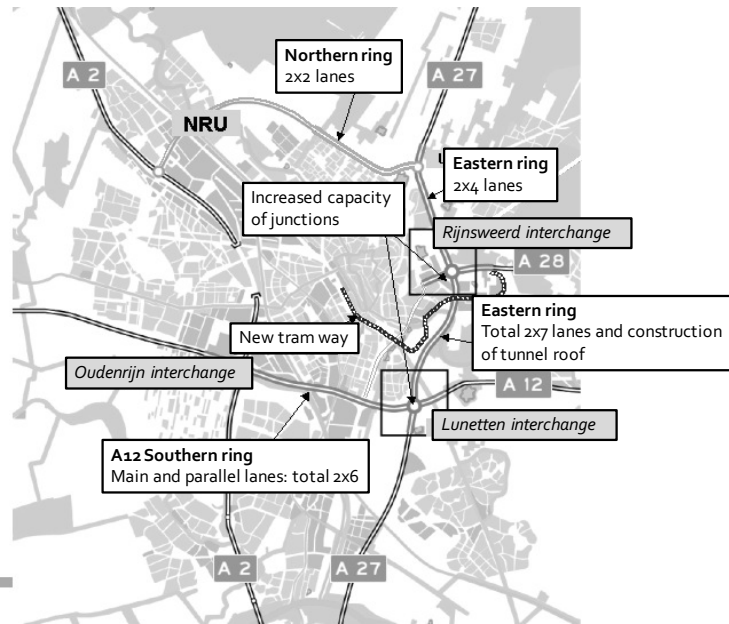 Northern ring
2x2 lanes
A 2
A 27
NRU
Eastern ring
2x4 lanes
Increased capacity
of junctions
Rijnsweerd interchange
A 28
Eastern ring
Total 2x7 lanes and construction
of tunnel roof
New tram way
Oudenrijn interchange
A 12
Lunetten interchange
A12 Southern ring
Main and parallel lanes: total 2x6
A 2
A 27